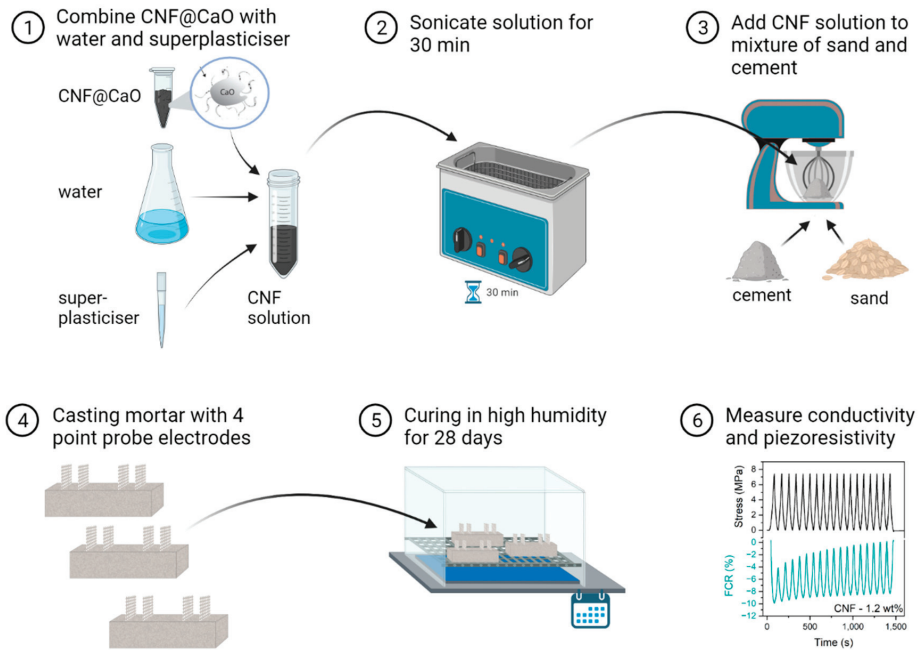 1 Combine CNF@CaO with
water and superplasticiser
CNF@CaO
CaO
water
super-
plasticiser
CNF
solution
2 Sonicate solution for
30 min
30 min
3 Add CNF solution to
mixture of sand and
cement
cement
sand
4 Casting mortar with 4
point probe electrodes
5 Curing in high humidity
for 28 days
6 Measure conductivity
and piezoresistivity
Stress (MPa)
8
6
4
2
0
FCR (%)
0
−2
−4
−6
−8
−10
−12
CNF - 1.2 wt%
0 500 1,000 1,500
Time (s)